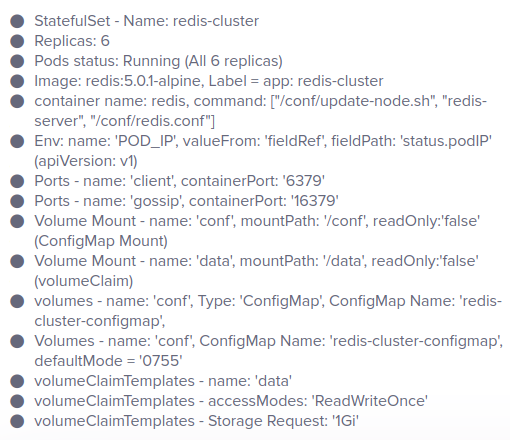 StatefulSet - Name: redis-cluster
Replicas: 6
Pods status: Running (All 6 replicas)
Image: redis:5.0.1-alpine, Label = app: redis-cluster
container name: redis, command: ["/conf/update-node.sh", "redis-
server", "/conf/redis.conf"]
Env: name: 'POD_IP', valueFrom: 'fieldRef', fieldPath: 'status.podIP'
(apiVersion: v1)
Ports - name: 'client', containerPort: '6379'
Ports - name: 'gossip', containerPort: '16379'
Volume Mount - name: 'conf', mountPath: '/conf', readOnly:'false'
(ConfigMap Mount)
Volume Mount - name: 'data', mountPath: '/data', readOnly:'false'
(volumeClaim)
volumes - name: 'conf', Type: 'ConfigMap', ConfigMap Name: 'redis-
cluster-configmap',
Volumes - name: 'conf', ConfigMap Name: 'redis-cluster-configmap',
defaultMode = '0755'
volumeClaimTemplates - name: 'data'
volumeClaimTemplates - accessModes: 'ReadWriteOnce'
volumeClaimTemplates - Storage Request: '1Gi'